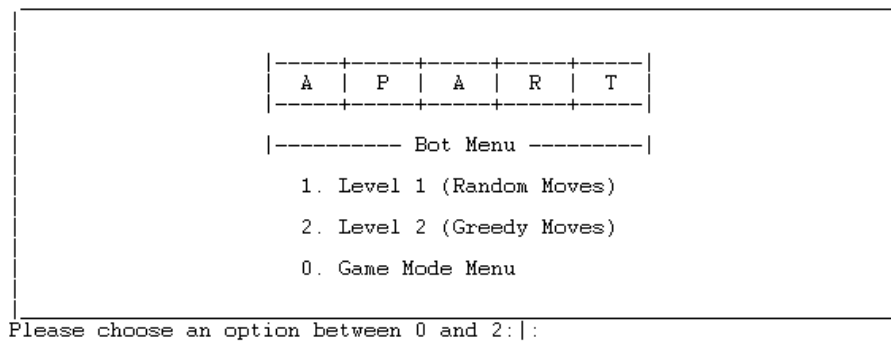 | A | P | A | R | T |
|---------- Bot Menu ---------|
1. Level 1 (Random Moves)
2. Level 2 (Greedy Moves)
0. Game Mode Menu
Please choose an option between 0 and 2:|: